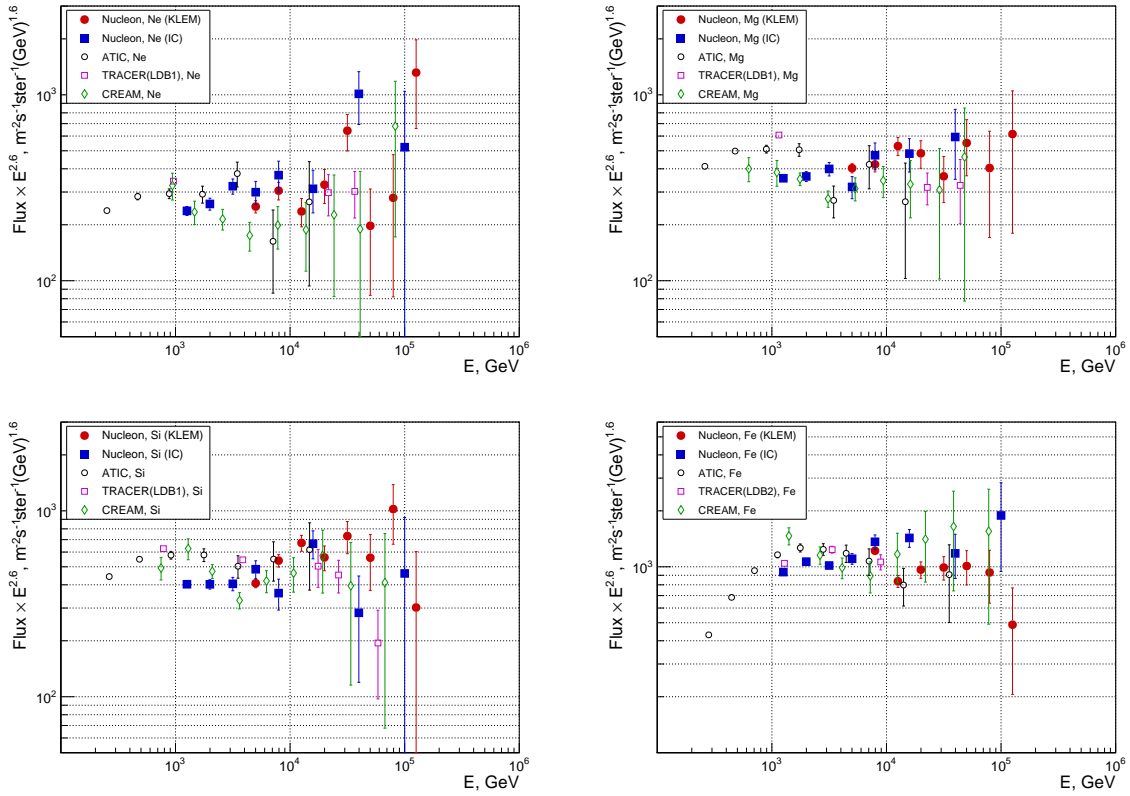 Flux × E^2.6, m^-2s^-1ster^-1(GeV)^1.6
Nucleon, Ne (KLEM)
Nucleon, Ne (IC)
ATIC, Ne
TRACER(LDB1), Ne
CREAM, Ne
10^3
10^2
10^3 10^4 10^5 10^6
E, GeV
Flux × E^2.6, m^-2s^-1ster^-1(GeV)^1.6
Nucleon, Mg (KLEM)
Nucleon, Mg (IC)
ATIC, Mg
TRACER(LDB1), Mg
CREAM, Mg
10^3
10^2
10^3 10^4 10^5 10^6
E, GeV
Flux × E^2.6, m^-2s^-1ster^-1(GeV)^1.6
Nucleon, Si (KLEM)
Nucleon, Si (IC)
ATIC, Si
TRACER(LDB1), Si
CREAM, Si
10^3
10^2
10^3 10^4 10^5 10^6
E, GeV
Flux × E^2.6, m^-2s^-1ster^-1(GeV)^1.6
Nucleon, Fe (KLEM)
Nucleon, Fe (IC)
ATIC, Fe
TRACER(LDB2), Fe
CREAM, Fe
10^3
10^3 10^4 10^5 10^6
E, GeV